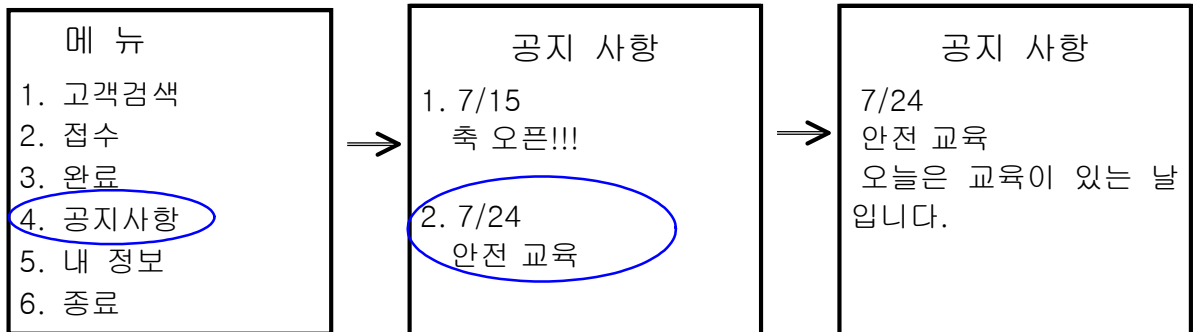 메 뉴
1. 고객검색
2. 접수
3. 완료
4. 공지사항
5. 내 정보
6. 종료
공지 사항
1. 7/15
축 오픈!!!
2. 7/24
안전 교육
공지 사항
7/24
안전 교육
오늘은 교육이 있는 날
입니다.